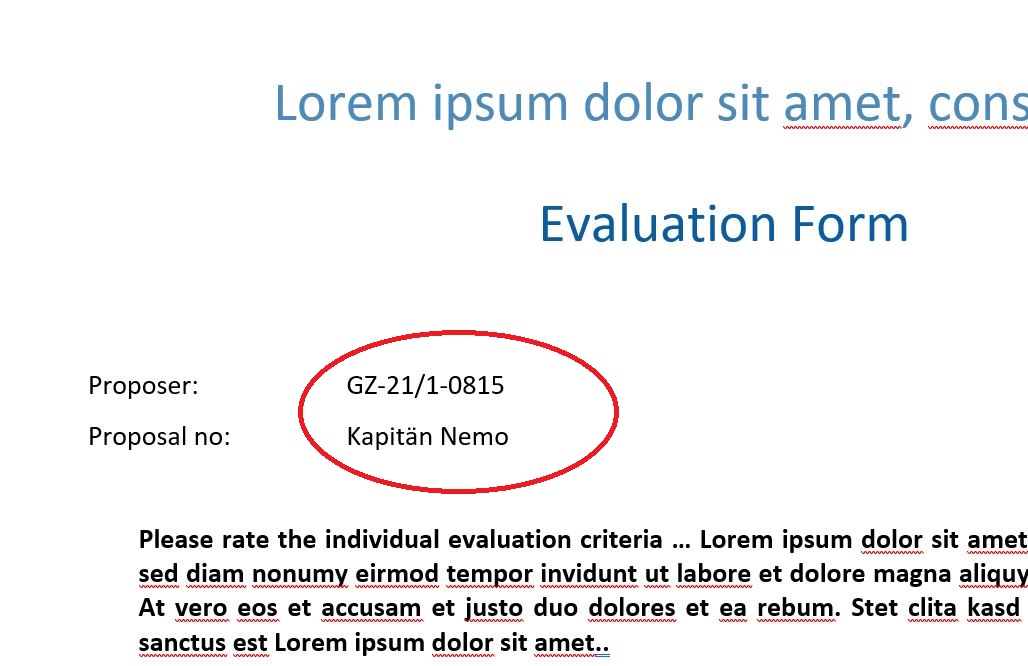 Lorem ipsum dolor sit amet, cons
Evaluation Form
Proposer: GZ-21/1-0815
Proposal no: Kapitän Nemo
Please rate the individual evaluation criteria … Lorem ipsum dolor sit amet
sed diam nonumy eirmod tempor invidunt ut labore et dolore magna aliquy
At vero eos et accusam et justo duo dolores et ea rebum. Stet clita kasd
sanctus est Lorem ipsum dolor sit amet..